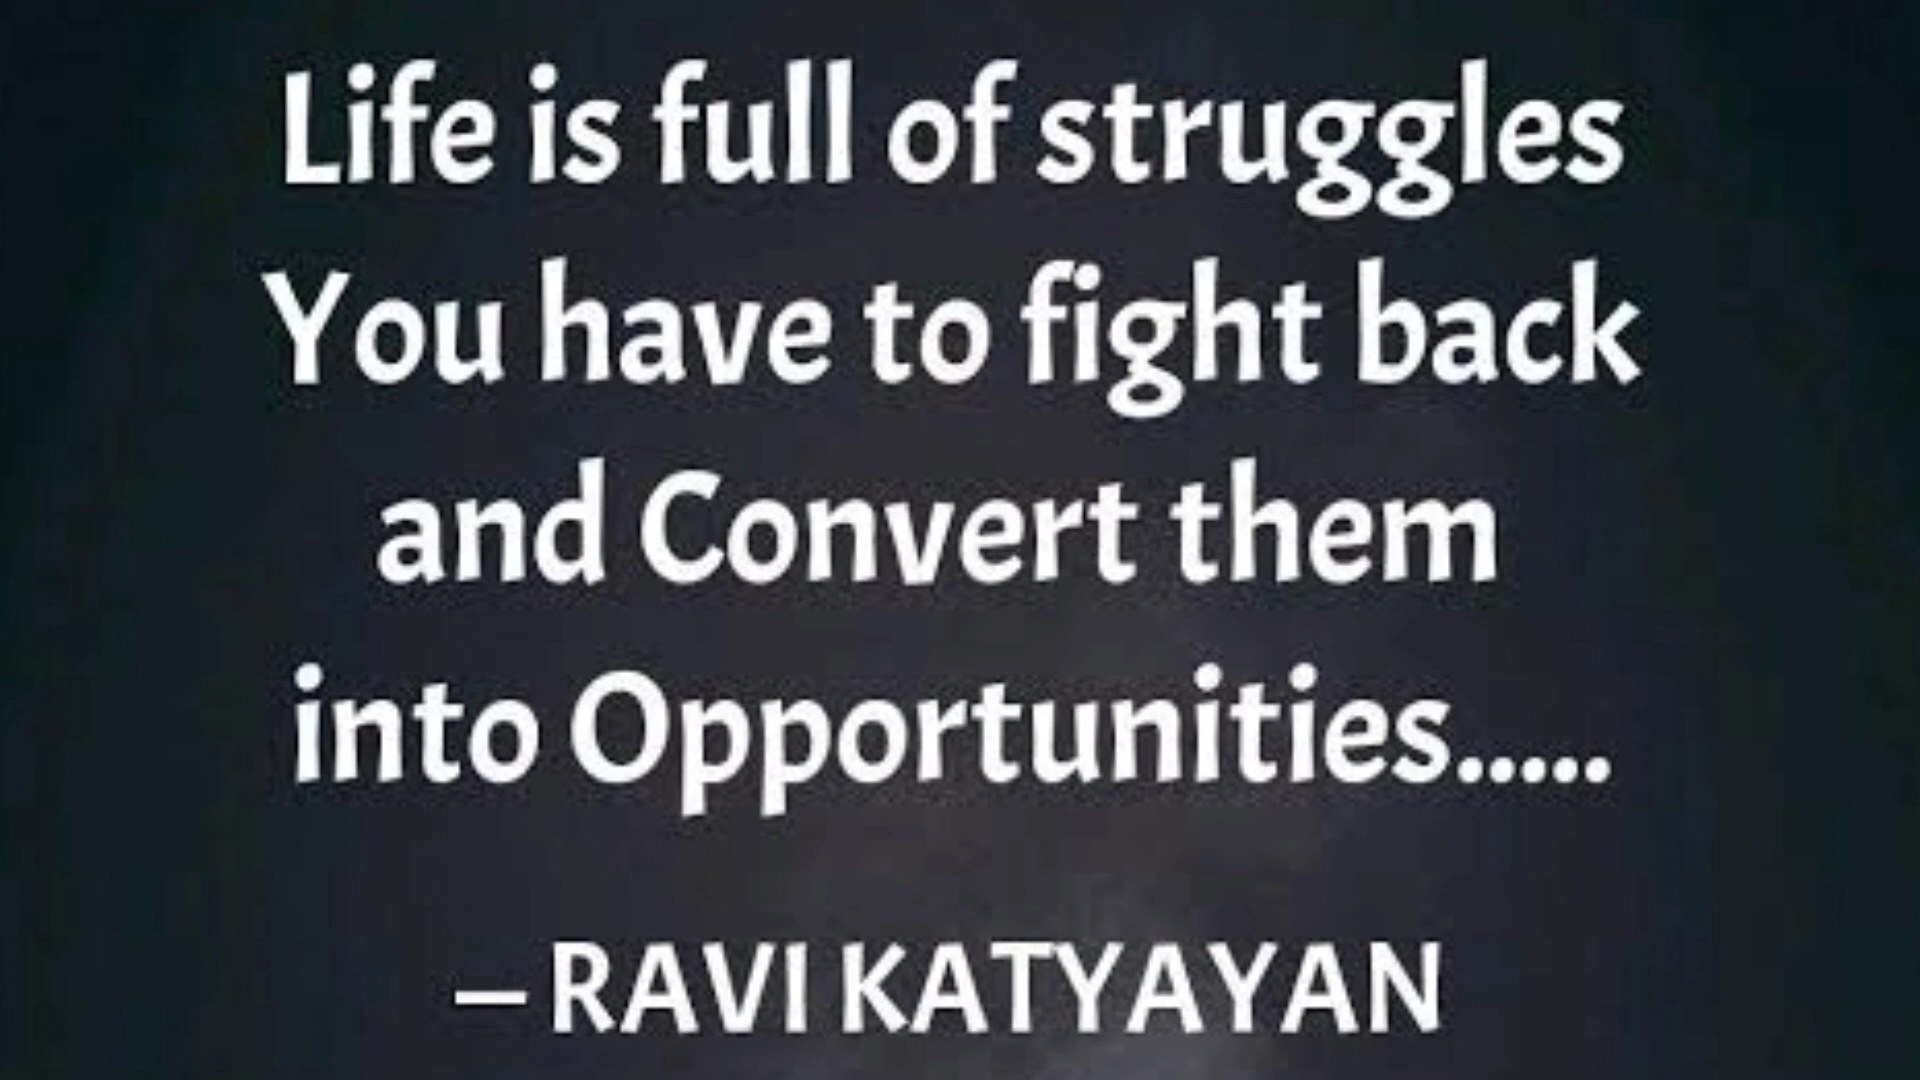 Life is full of struggles
You have to fight back
and Convert them
into Opportunities.....
– RAVI KATYAYAN